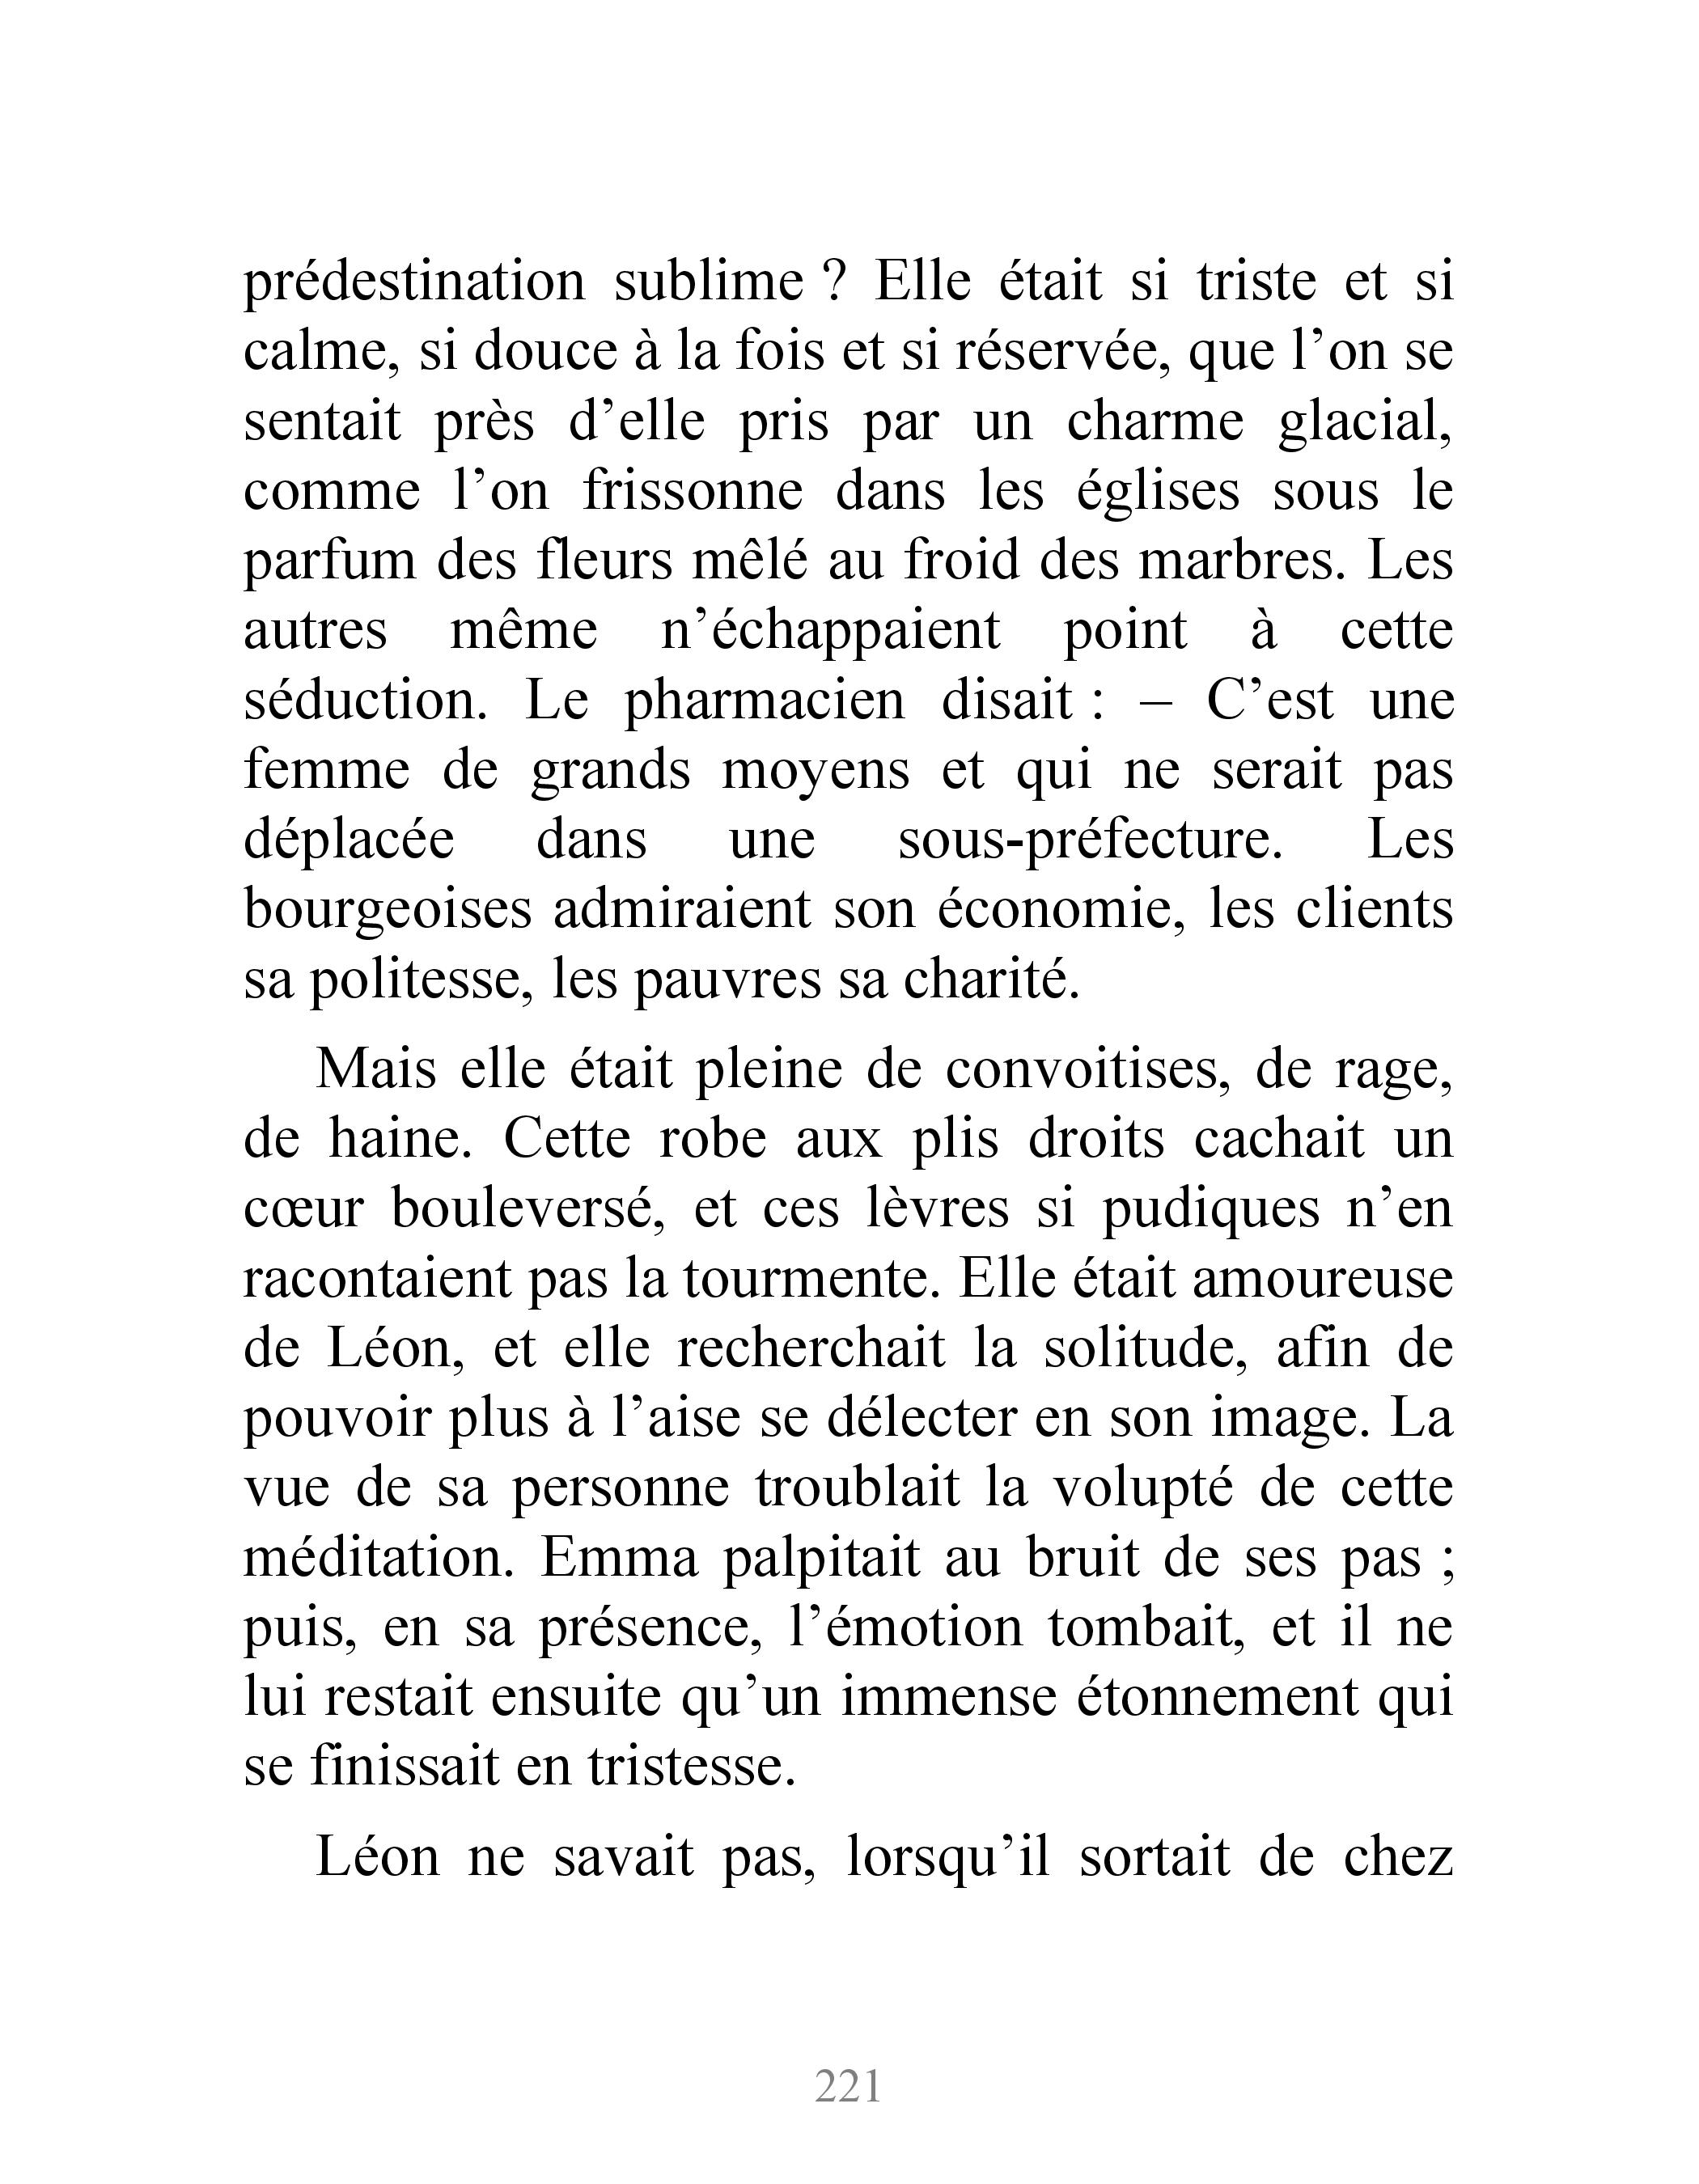 prédestination sublime ? Elle était si triste et si
calme, si douce à la fois et si réservée, que l’on se
sentait près d’elle pris par un charme glacial,
comme l’on frissonne dans les églises sous le
parfum des fleurs mêlé au froid des marbres. Les
autres même n’échappaient point à cette
séduction. Le pharmacien disait : – C’est une
femme de grands moyens et qui ne serait pas
déplacée dans une sous-préfecture. Les
bourgeoises admiraient son économie, les clients
sa politesse, les pauvres sa charité.
Mais elle était pleine de convoitises, de rage,
de haine. Cette robe aux plis droits cachait un
cœur bouleversé, et ces lèvres si pudiques n’en
racontaient pas la tourmente. Elle était amoureuse
de Léon, et elle recherchait la solitude, afin de
pouvoir plus à l’aise se délecter en son image. La
vue de sa personne troublait la volupté de cette
méditation. Emma palpitait au bruit de ses pas ;
puis, en sa présence, l’émotion tombait, et il ne
lui restait ensuite qu’un immense étonnement qui
se finissait en tristesse.
Léon ne savait pas, lorsqu’il sortait de chez
221